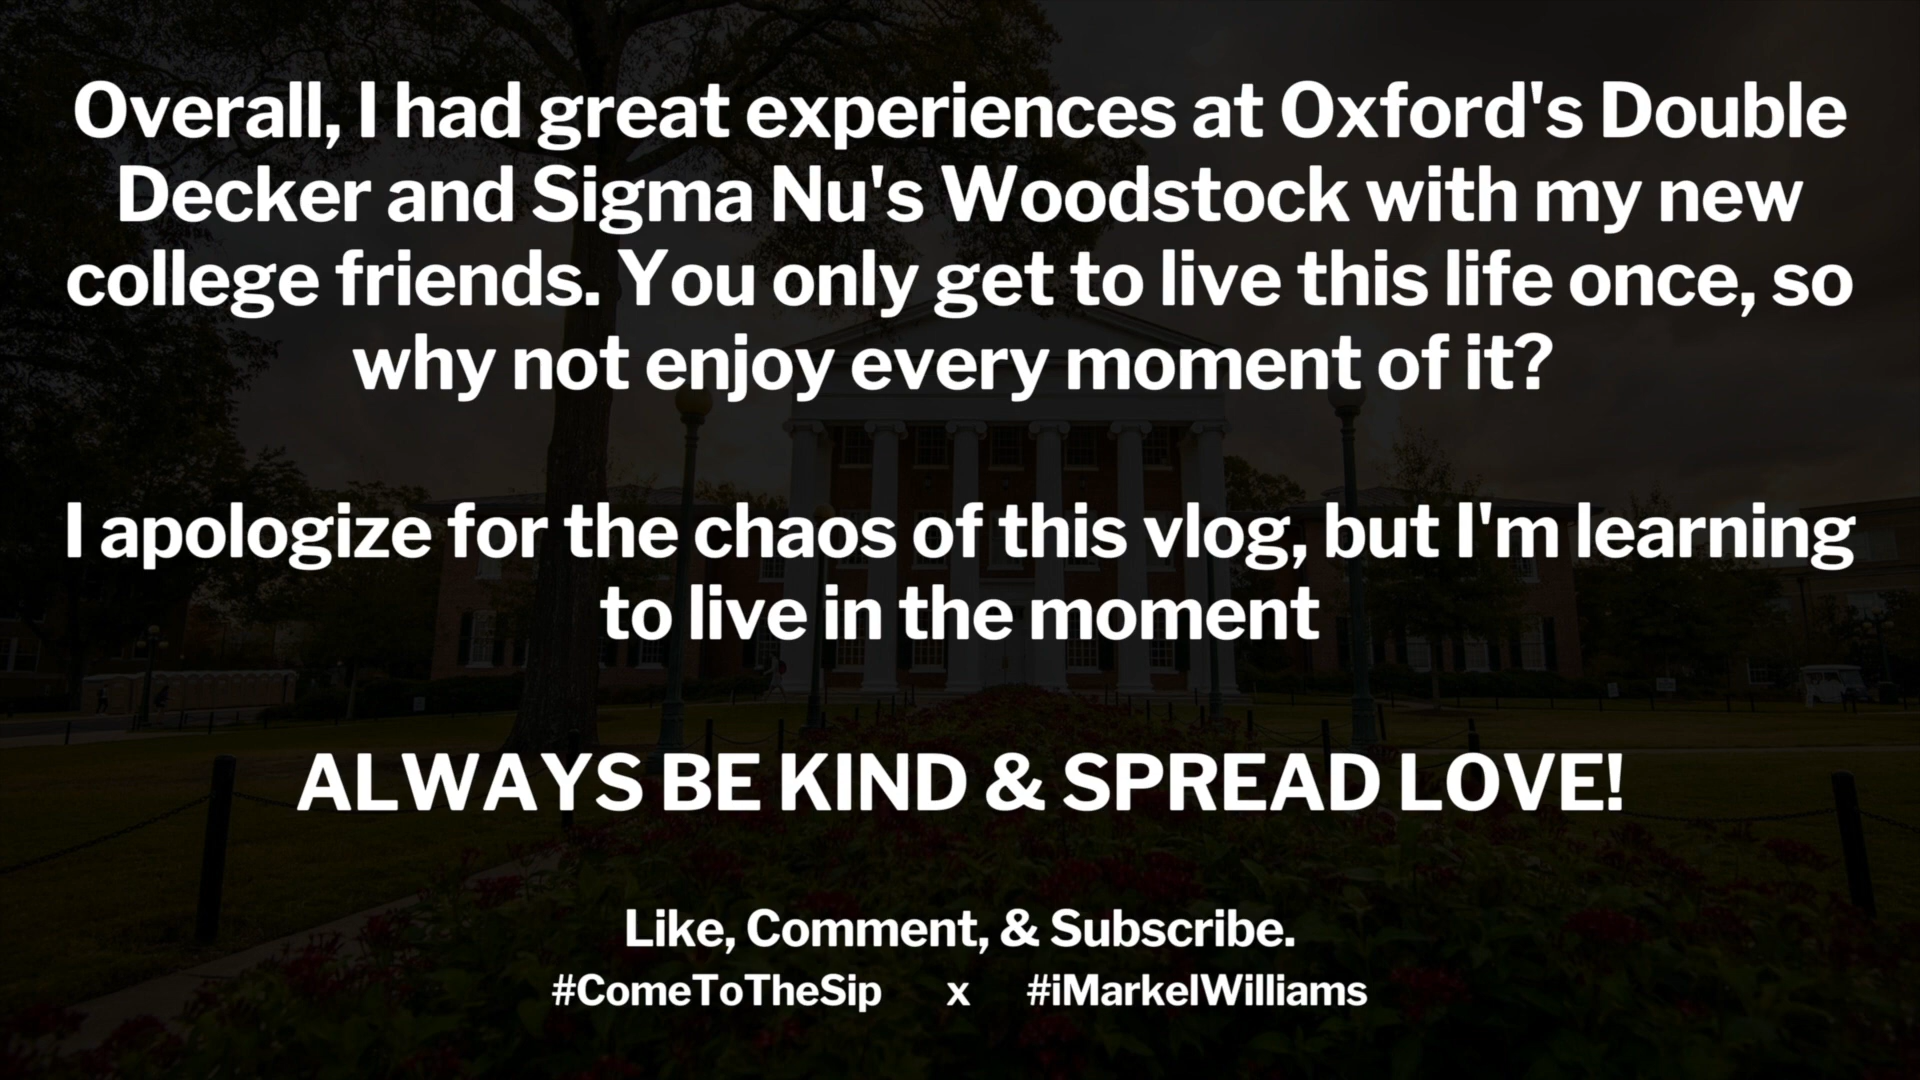 Overall, I had great experiences at Oxford's Double
Decker and Sigma Nu's Woodstock with my new
college friends. You only get to live this life once, so
why not enjoy every moment of it?
I apologize for the chaos of this vlog, but I'm learning
to live in the moment
ALWAYS BE KIND & SPREAD LOVE!
Like, Comment, & Subscribe.
#ComeToTheSip x #iMarkelWilliams